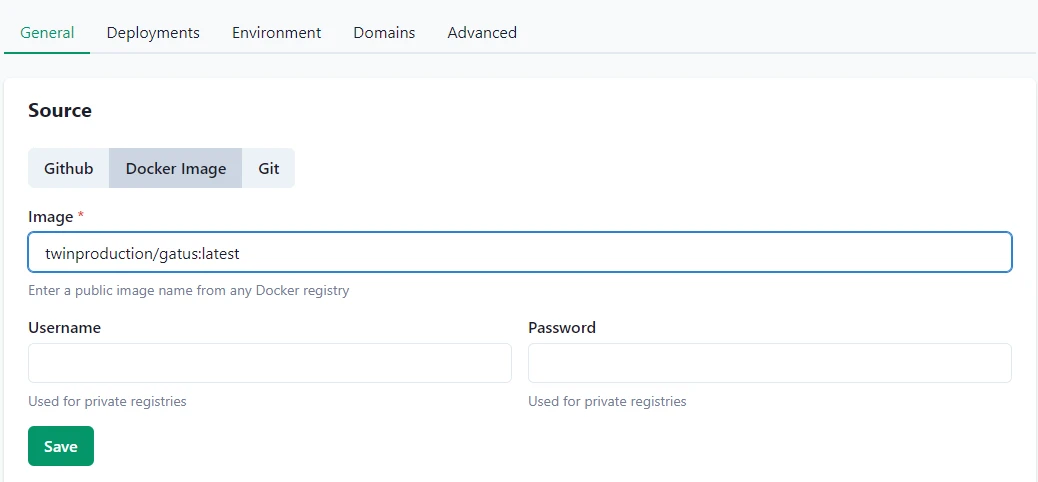 General Deployments Environment Domains Advanced
Source
Github Docker Image Git
Image *
twinproduction/gatus:latest
Enter a public image name from any Docker registry
Username Password
Used for private registries Used for private registries
Save